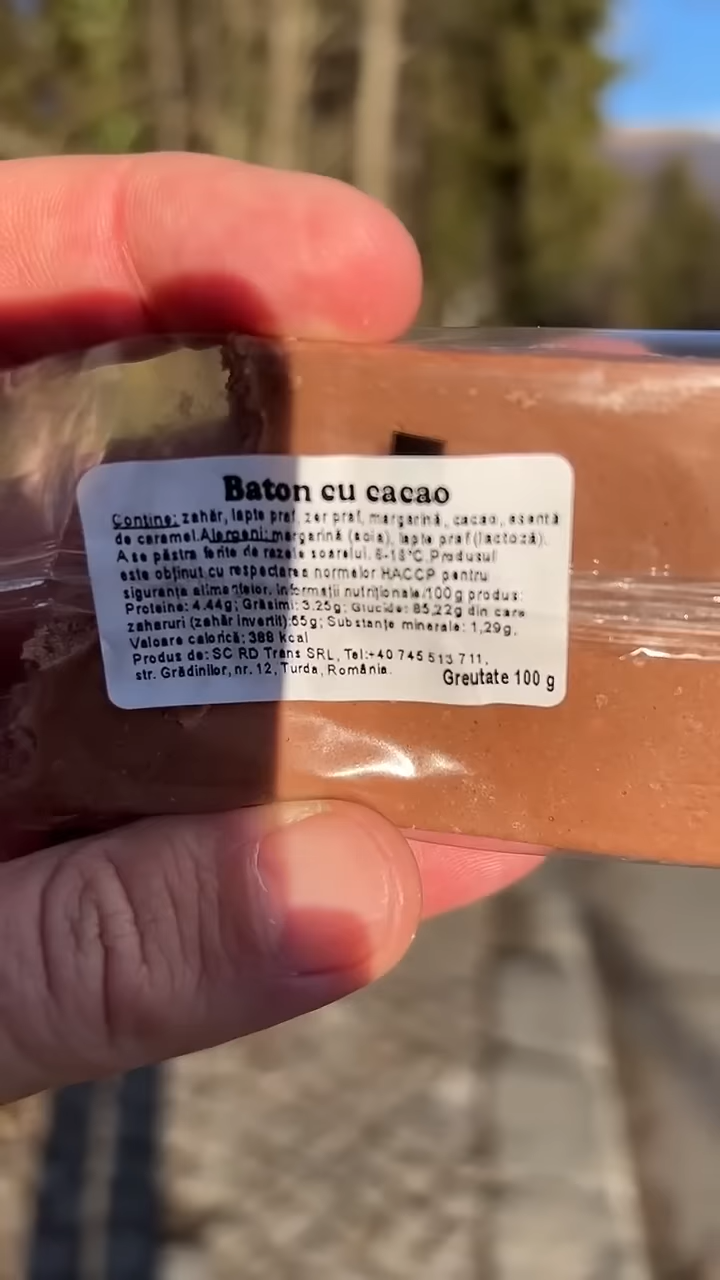 Baton cu cacao
Conține: zahăr, lapte praf, zer praf, margarină, cacao, esență
de caramel.Alergeni: margarină (soia), lapte praf (lactoză).
A se păstra ferite de razele soarelui, 6-18°C.Produsul
este obținut cu respectarea normelor HACCP pentru
siguranța alimentelor. Informații nutriționale/100g produs:
Proteine: 4.44g; Grăsimi: 3.25g; Glucide: 85,22g din care
zaharuri (zahăr invertit):65g; Substanțe minerale: 1,29g.
Valoare calorică: 388 kcal
Produs de: SC RD Trans SRL, Tel:+40 745 513 711,
str. Grădinilor, nr. 12, Turda, România.
Greutate 100 g